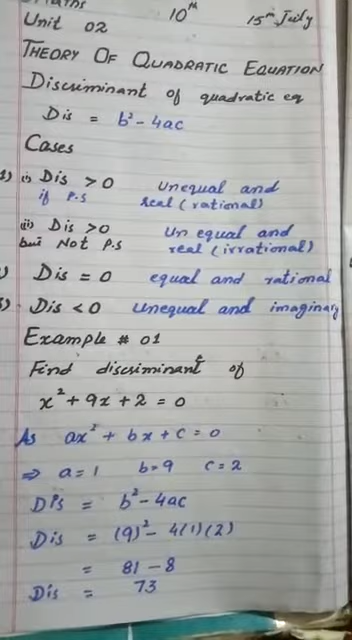 Maths 10th 15th July
Unit 02
THEORY OF QUADRATIC EQUATION
Discriminant of quadratic eq
Dis = b² - 4ac
Cases
1) i) Dis > 0 Unequal and
if P.S real (rational)
ii) Dis > 0 Un equal and
but Not P.S real (irrational)
) Dis = 0 equal and rational
3) Dis < 0 Unequal and imaginary
Example # 01
Find discriminant of
x² + 9x + 2 = 0
As ax² + bx + c = 0
⇒ a = 1 b = 9 c = 2
Dis = b² - 4ac
Dis = (9)² - 4(1)(2)
= 81 - 8
Dis = 73